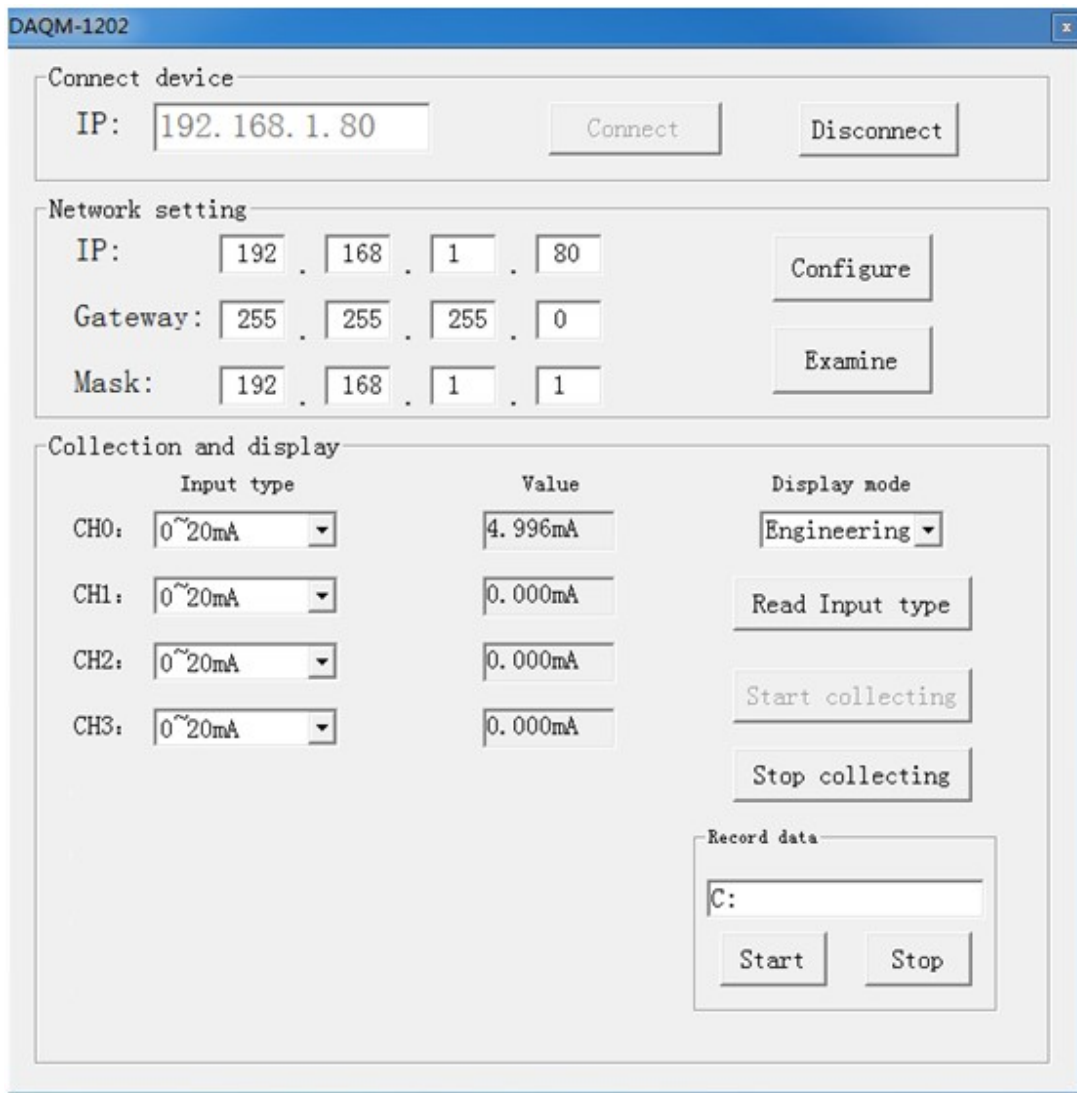 DAQM-1202 x
Connect device
IP: 192.168.1.80 Connect Disconnect
Network setting
IP: 192 . 168 . 1 . 80 Configure
Gateway: 255 . 255 . 255 . 0
Examine
Mask: 192 . 168 . 1 . 1
Collection and display
Input type Value Display mode
CH0: 0~20mA 4.996mA Engineering
CH1: 0~20mA 0.000mA Read Input type
CH2: 0~20mA 0.000mA
Start collecting
CH3: 0~20mA 0.000mA
Stop collecting
Record data
C:
Start Stop